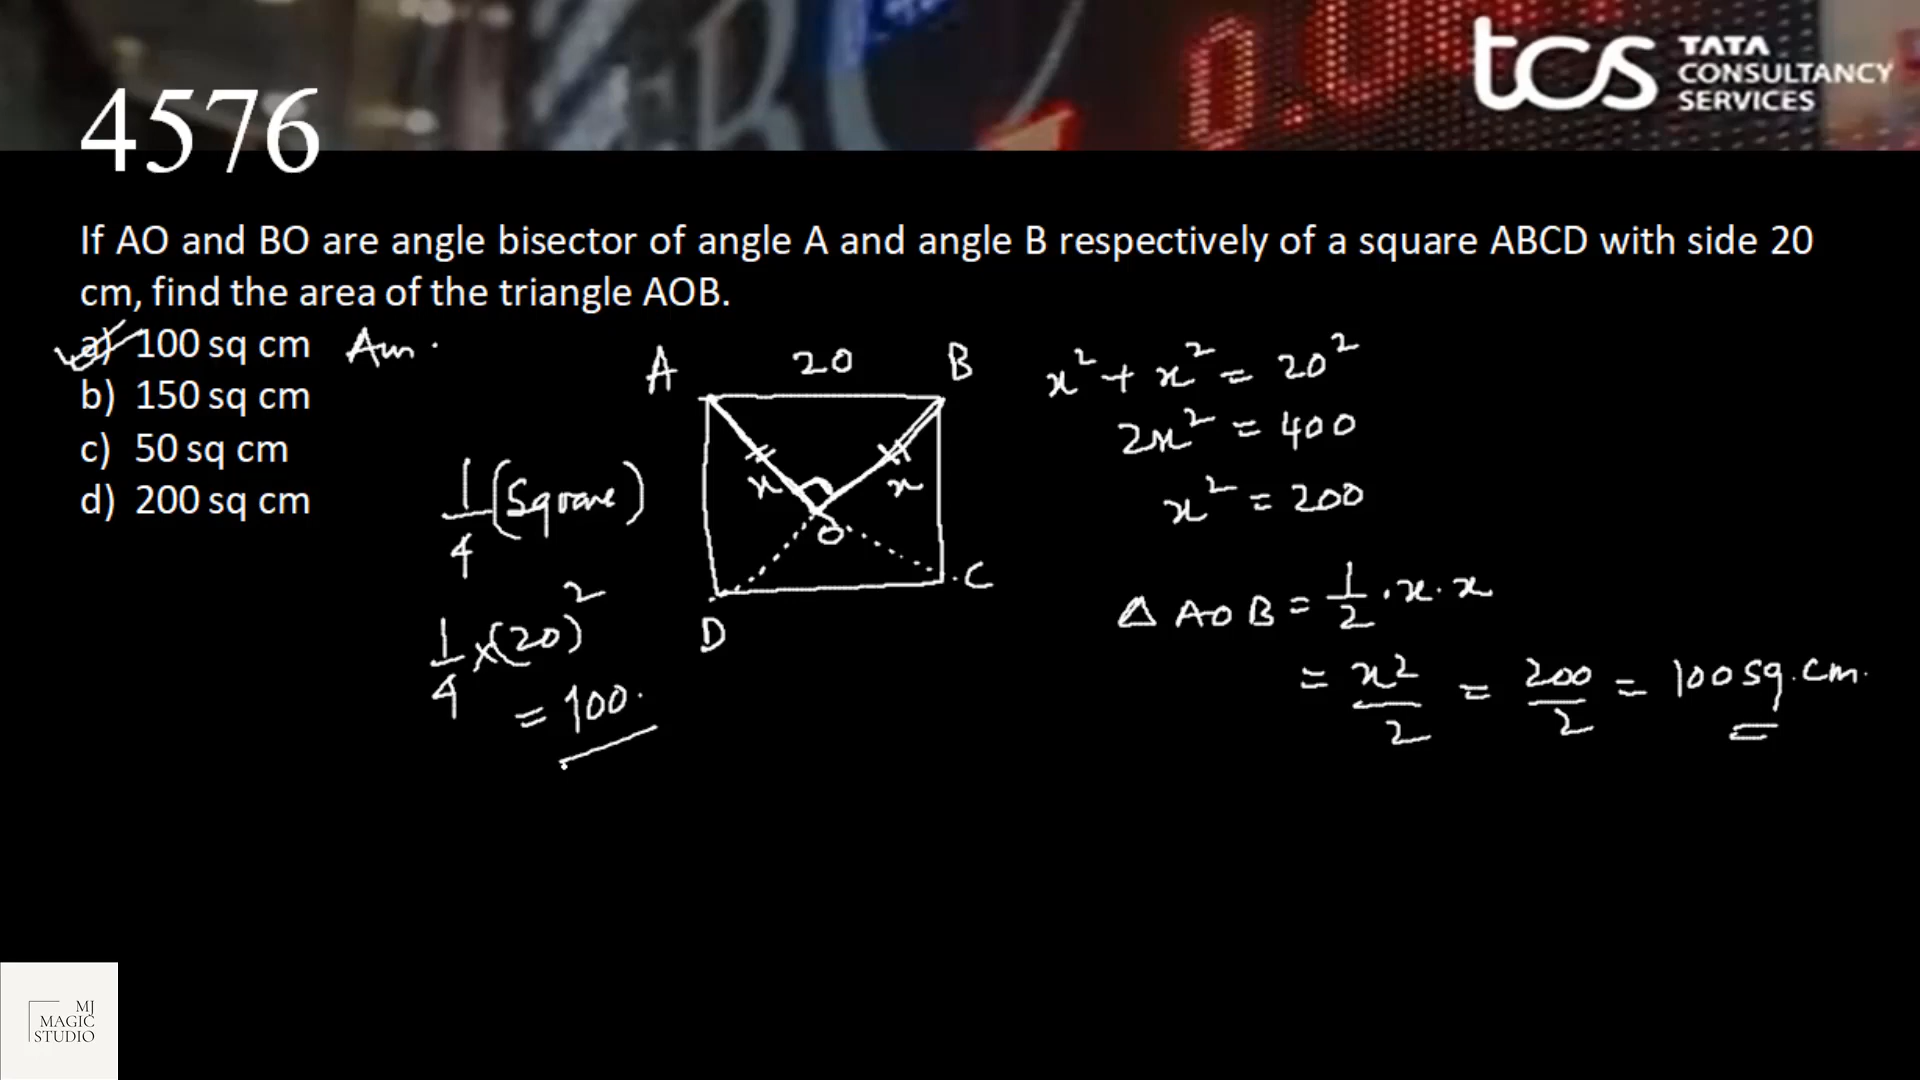 tcs TATA
CONSULTANCY
SERVICES
4576
If AO and BO are angle bisector of angle A and angle B respectively of a square ABCD with side 20
cm, find the area of the triangle AOB.
a) 100 sq cm Am.
b) 150 sq cm
c) 50 sq cm
d) 200 sq cm
1/4 (Square)
1/4 × (20)²
= 100.
A 20 B
x x
O
C
D
x² + x² = 20²
2x² = 400
x² = 200
△ AOB = 1/2 . x . x
= x²/2 = 200/2 = 100 sq. cm.
MJ
MAGIC
STUDIO